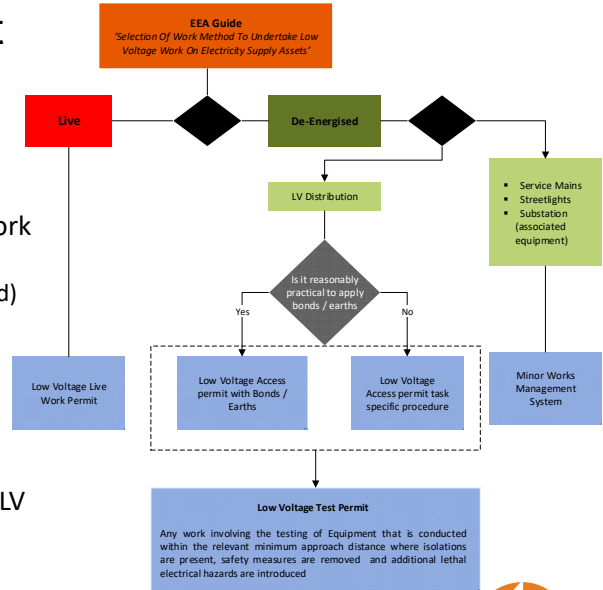 EEA Guide
'Selection Of Work Method To Undertake Low
Voltage Work On Electricity Supply Assets'
Live
De-Energised
LV Distribution
▪ Service Mains
▪ Streetlights
▪ Substation
(associated
equipment)
ork
d)
Is it reasonably
practical to apply
bonds / earths
Yes
No
Low Voltage Live
Work Permit
Low Voltage Access
permit with Bonds /
Earths
Low Voltage
Access permit task
specific procedure
Minor Works
Management
System
LV
Low Voltage Test Permit
Any work involving the testing of Equipment that is conducted
within the relevant minimum approach distance where isolations
are present, safety measures are removed and additional lethal
electrical hazards are introduced